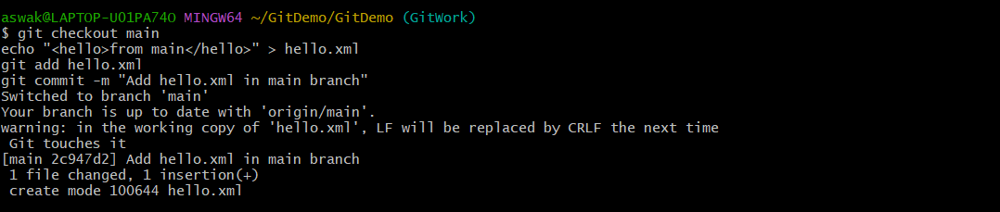 aswak@LAPTOP-U01PA74O MINGW64 ~/GitDemo/GitDemo (GitWork)
$ git checkout main
echo "<hello>from main</hello>" > hello.xml
git add hello.xml
git commit -m "Add hello.xml in main branch"
Switched to branch 'main'
Your branch is up to date with 'origin/main'.
warning: in the working copy of 'hello.xml', LF will be replaced by CRLF the next time
 Git touches it
[main 2c947d2] Add hello.xml in main branch
 1 file changed, 1 insertion(+)
 create mode 100644 hello.xml